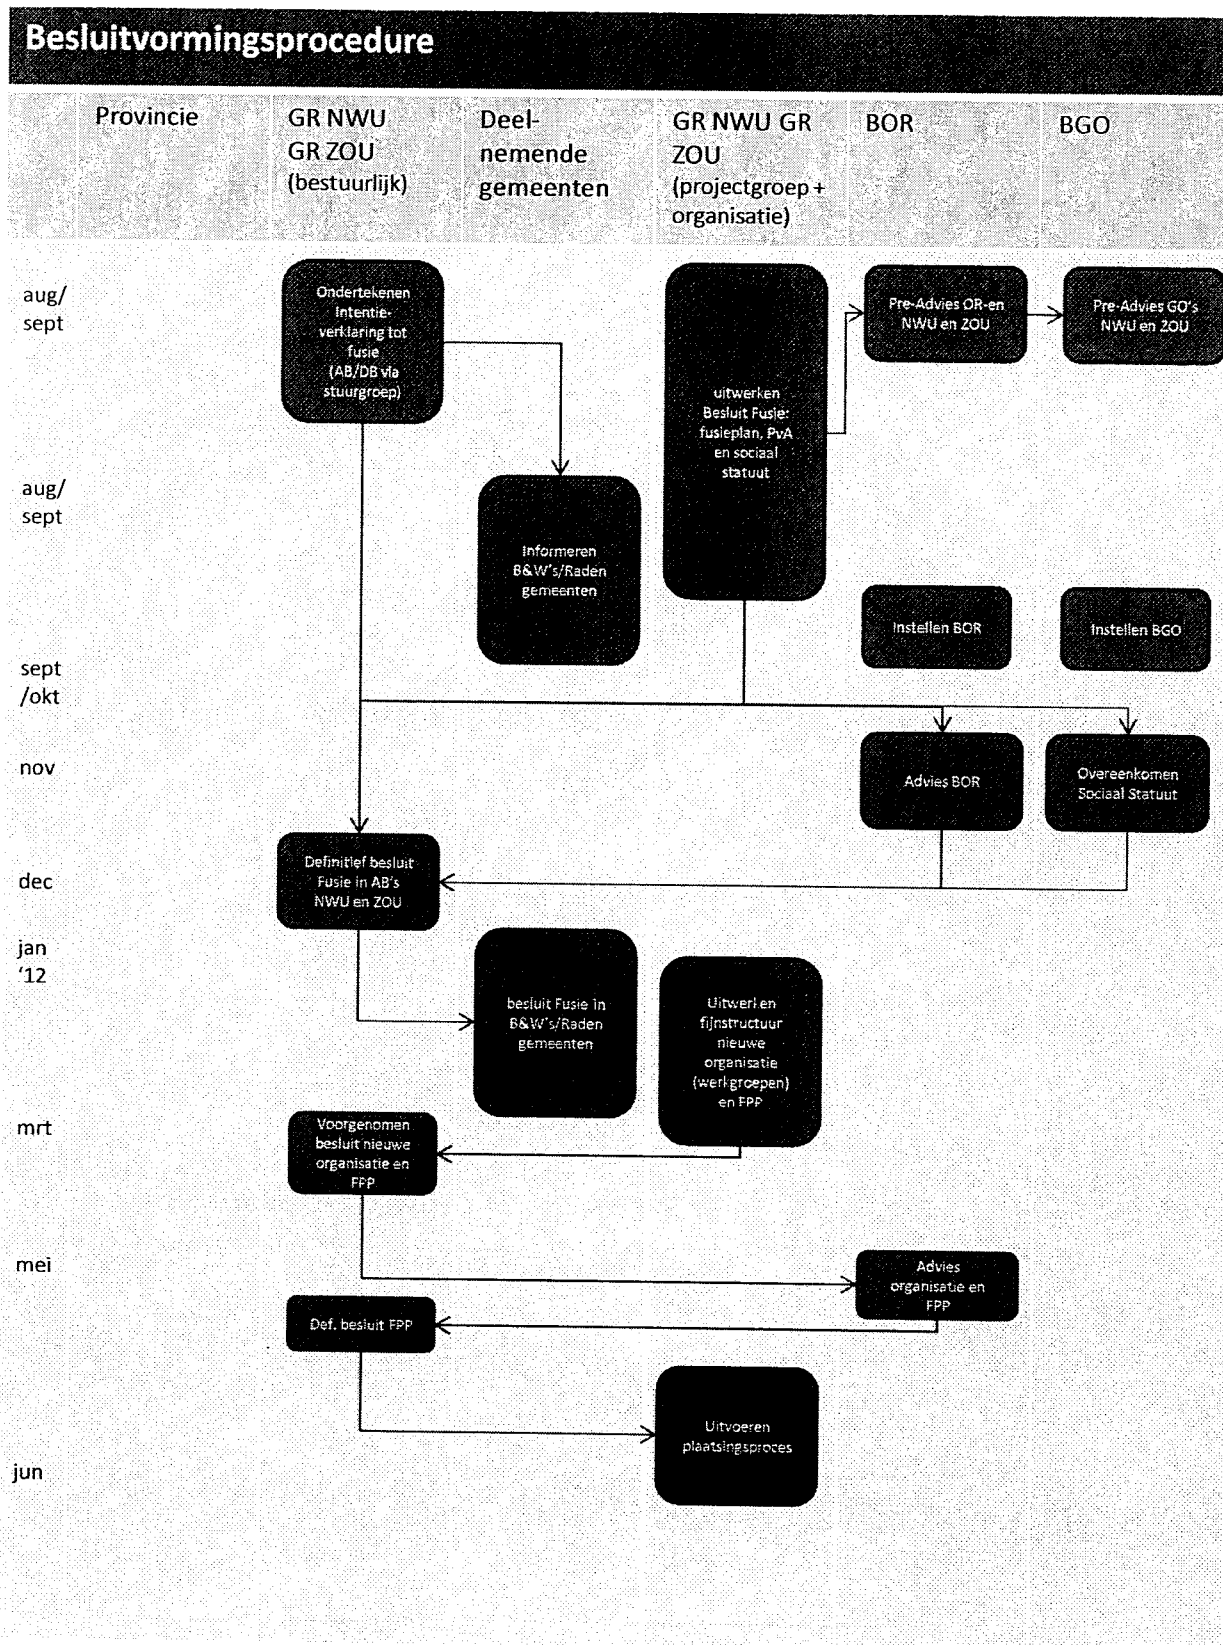 Besluitvormingsprocedure
Provincie
GR NWU
GR ZOU
(bestuurlijk)
Deel-
nemende
gemeenten
GR NWU GR
ZOU
(projectgroep +
organisatie)
BOR
BGO
aug/
sept
Ondertekenen
Intentie-
verklaring tot
fusie
(AB/DB via
stuurgroep)
uitwerken
Besluit Fusie:
fusieplan, PvA
en sociaal
statuut
Pre-Advies OR-en
NWU en ZOU
Pre-Advies GO's
NWU en ZOU
aug/
sept
Informeren
B&W's/Raden
gemeenten
Instellen BOR
Instellen BGO
sept
/okt
nov
Advies BOR
Overeenkomen
Sociaal Statuut
dec
Definitief besluit
Fusie in AB's
NWU en ZOU
jan
'12
besluit Fusie in
B&W's/Raden
gemeenten
Uitwerken
fijnstructuur
nieuwe
organisatie
(werkgroepen)
en FPP
mrt
Voorgenomen
besluit nieuwe
organisatie en
FPP
mei
Advies
organisatie en
FPP
Def. besluit FPP
Uitvoeren
plaatsingsproces
jun